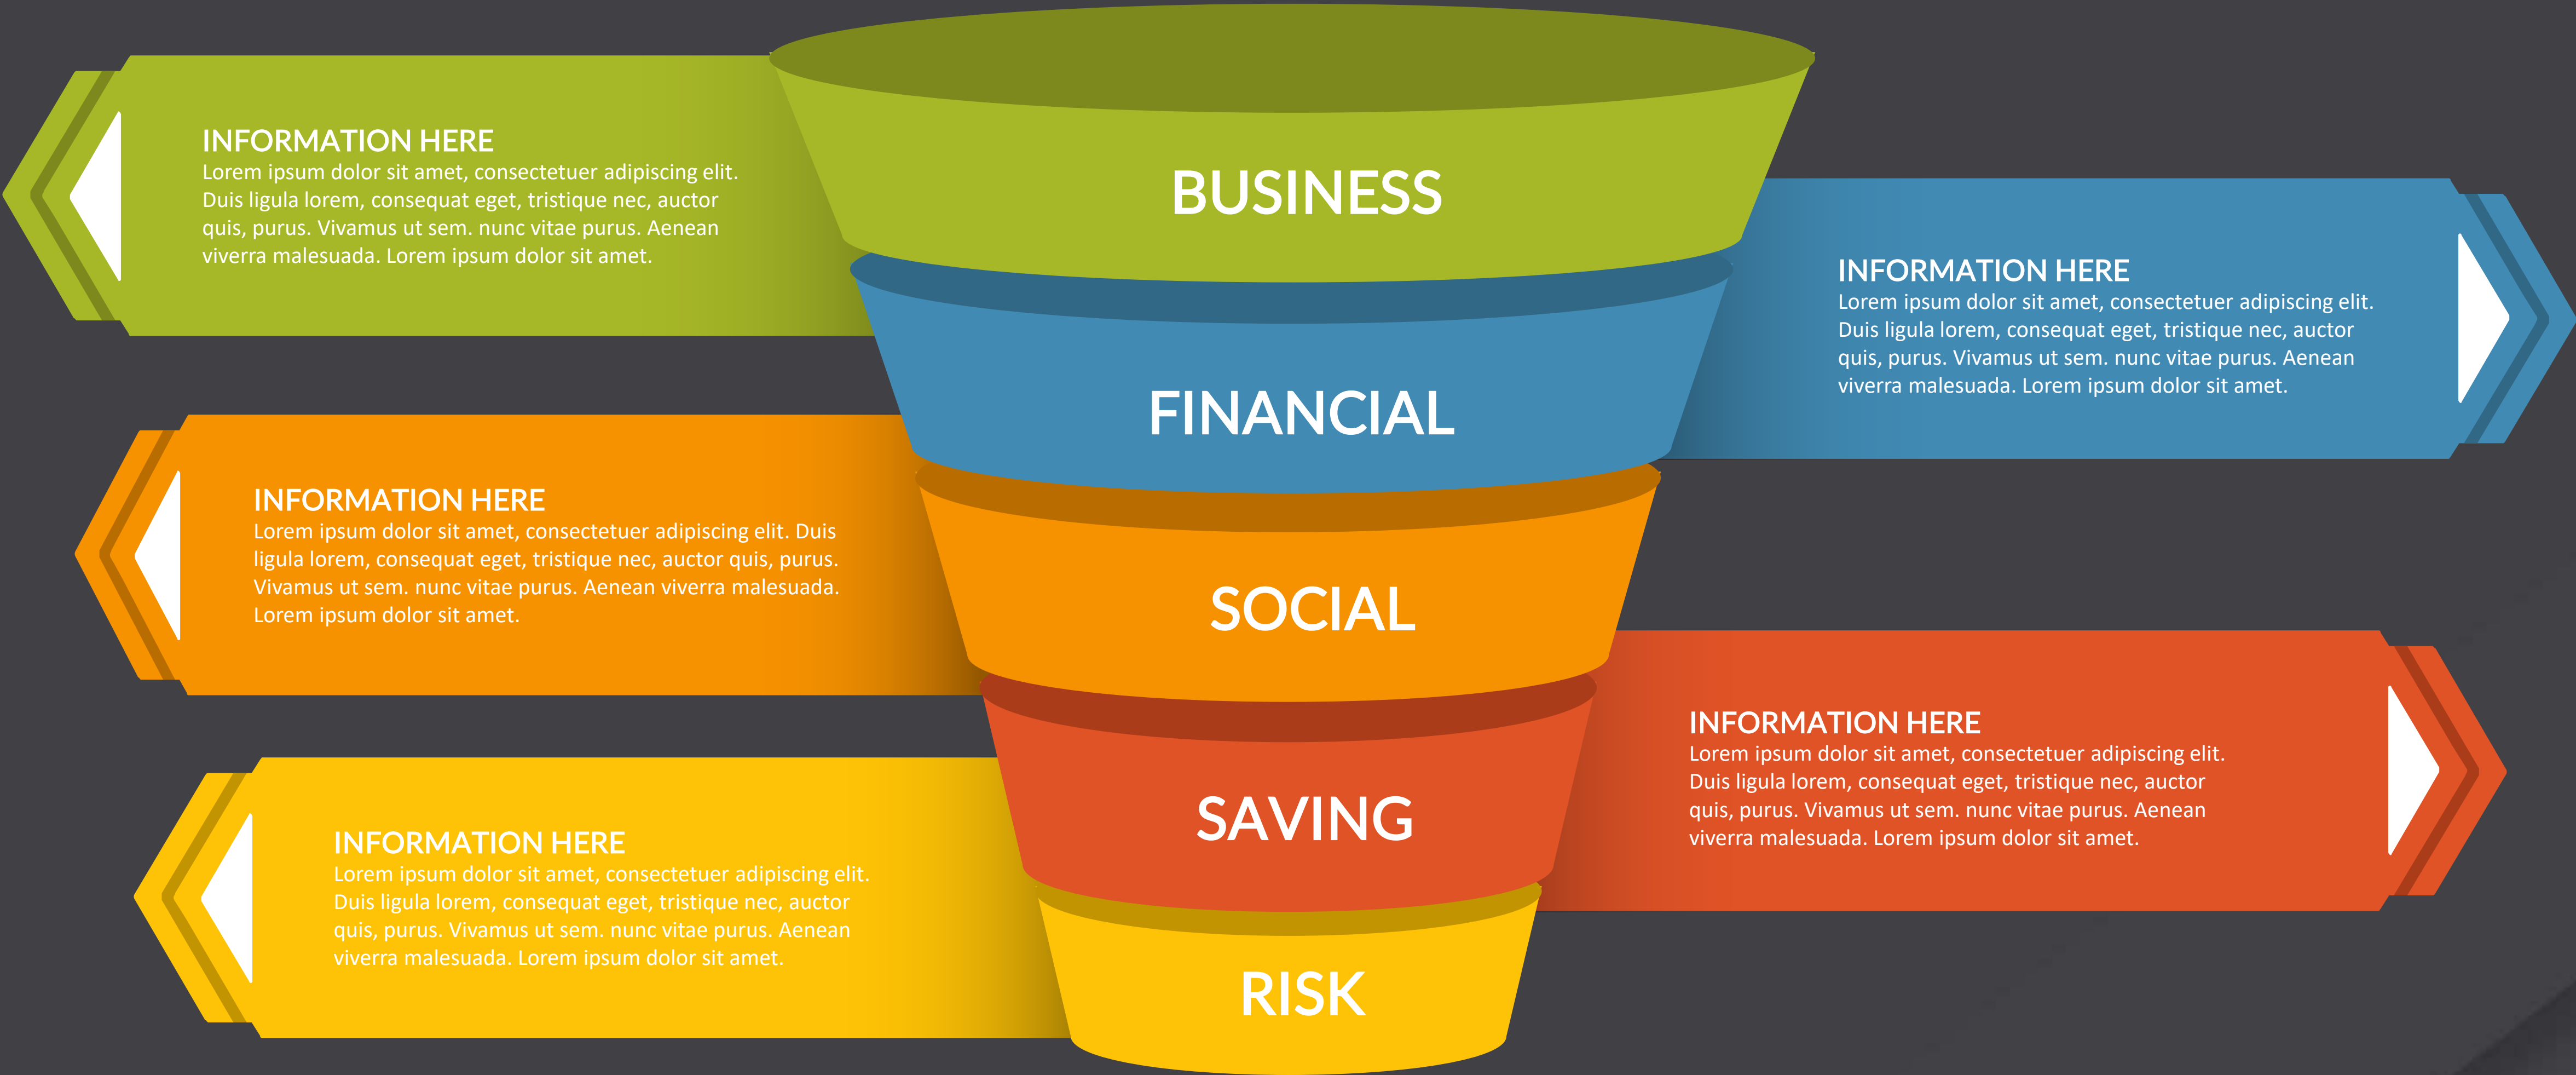 BUSINESS
INFORMATION HERE
Lorem ipsum dolor sit amet, consectetuer adipiscing elit.
Duis ligula lorem, consequat eget, tristique nec, auctor
quis, purus. Vivamus ut sem. nunc vitae purus. Aenean
viverra malesuada. Lorem ipsum dolor sit amet.
FINANCIAL
INFORMATION HERE
Lorem ipsum dolor sit amet, consectetuer adipiscing elit.
Duis ligula lorem, consequat eget, tristique nec, auctor
quis, purus. Vivamus ut sem. nunc vitae purus. Aenean
viverra malesuada. Lorem ipsum dolor sit amet.
SOCIAL
INFORMATION HERE
Lorem ipsum dolor sit amet, consectetuer adipiscing elit. Duis
ligula lorem, consequat eget, tristique nec, auctor quis, purus.
Vivamus ut sem. nunc vitae purus. Aenean viverra malesuada.
Lorem ipsum dolor sit amet.
SAVING
INFORMATION HERE
Lorem ipsum dolor sit amet, consectetuer adipiscing elit.
Duis ligula lorem, consequat eget, tristique nec, auctor
quis, purus. Vivamus ut sem. nunc vitae purus. Aenean
viverra malesuada. Lorem ipsum dolor sit amet.
RISK
INFORMATION HERE
Lorem ipsum dolor sit amet, consectetuer adipiscing elit.
Duis ligula lorem, consequat eget, tristique nec, auctor
quis, purus. Vivamus ut sem. nunc vitae purus. Aenean
viverra malesuada. Lorem ipsum dolor sit amet.